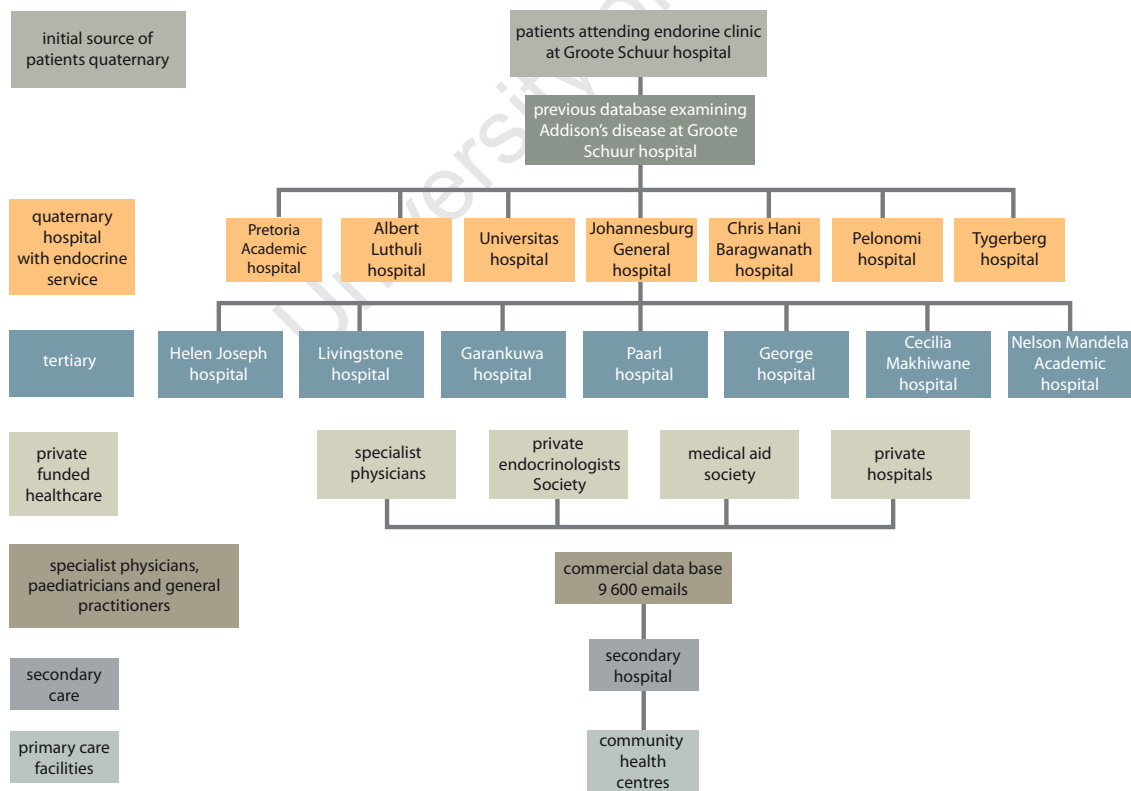 initial source of
patients quaternary
patients attending endorine clinic
at Groote Schuur hospital
previous database examining
Addison's disease at Groote
Schuur hospital
quaternary
hospital
with endocrine
service
Pretoria
Academic
hospital
Albert
Luthuli
hospital
Universitas
hospital
Johannesburg
General
hospital
Chris Hani
Baragwanath
hospital
Pelonomi
hospital
Tygerberg
hospital
tertiary
Helen Joseph
hospital
Livingstone
hospital
Garankuwa
hospital
Paarl
hospital
George
hospital
Cecilia
Makhiwane
hospital
Nelson Mandela
Academic
hospital
private
funded
healthcare
specialist
physicians
private
endocrinologists
Society
medical aid
society
private
hospitals
specialist physicians,
paediatricians and general
practitioners
commercial data base
9 600 emails
secondary
care
secondary
hospital
primary care
facilities
community
health
centres
University